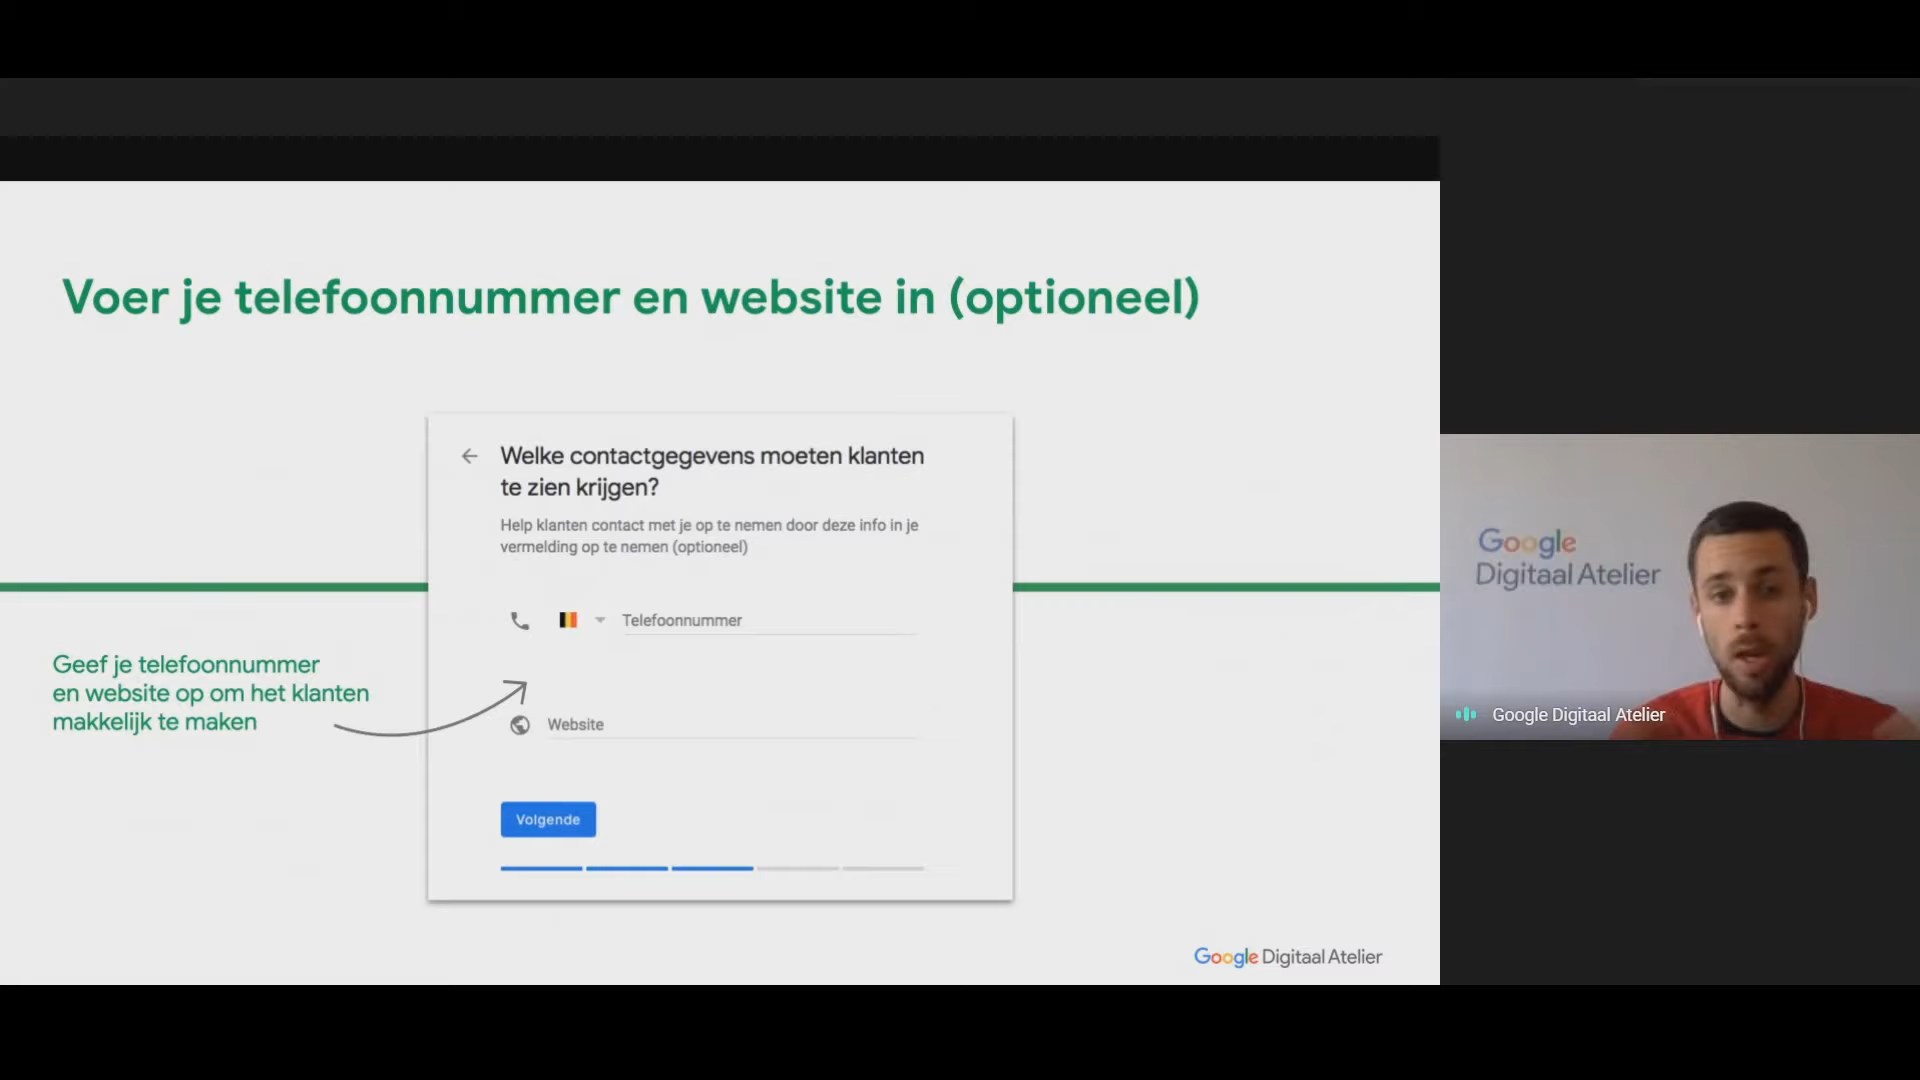 Voer je telefoonnummer en website in (optioneel)
Welke contactgegevens moeten klanten
te zien krijgen?
Help klanten contact met je op te nemen door deze info in je
vermelding op te nemen (optioneel)
Telefoonnummer
Geef je telefoonnummer
en website op om het klanten
makkelijk te maken
Website
Volgende
Google Digitaal Atelier
Google
Digitaal Atelier
Google Digitaal Atelier